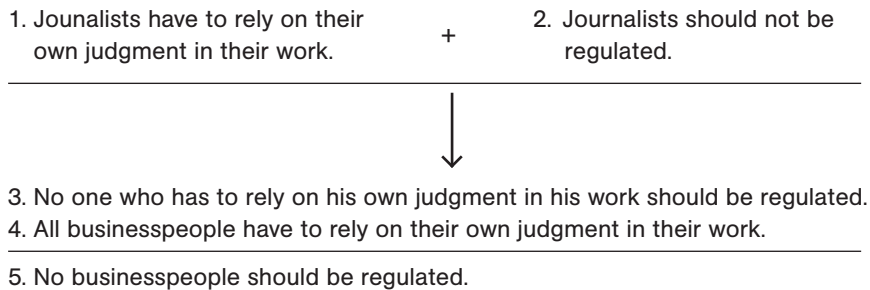 1. Jounalists have to rely on their own judgment in their work.
+
2. Journalists should not be regulated.
3. No one who has to rely on his own judgment in his work should be regulated.
4. All businesspeople have to rely on their own judgment in their work.
5. No businesspeople should be regulated.